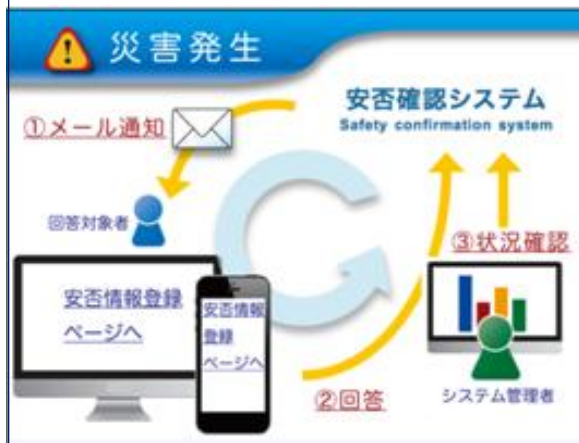 災害発生
安否確認システム
Safety confirmation system
①メール通知
回答対象者
安否情報登録
ページへ
安否情報
登録
ページへ
②回答
③状況確認
システム管理者